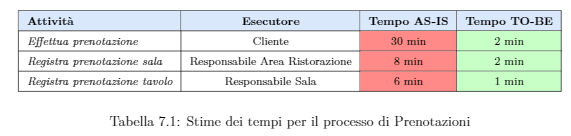 Attività Esecutore Tempo AS-IS Tempo TO-BE
Effettua prenotazione Cliente 30 min 2 min
Registra prenotazione sala Responsabile Area Ristorazione 8 min 2 min
Registra prenotazione tavolo Responsabile Sala 6 min 1 min
Tabella 7.1: Stime dei tempi per il processo di Prenotazioni